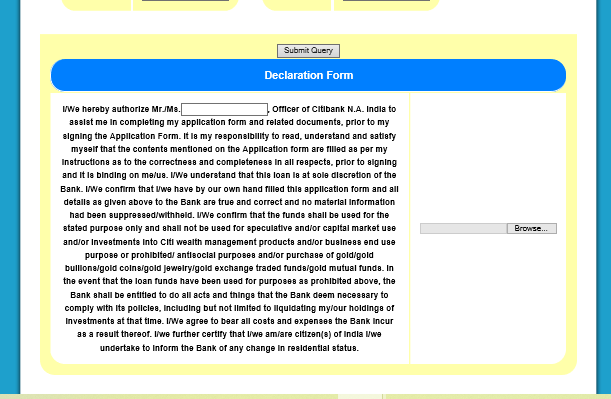 Submit Query
Declaration Form
I/We hereby authorize Mr./Ms. , Officer of Citibank N.A. India to
assist me in completing my application form and related documents, prior to my
signing the Application Form. It is my responsibility to read, understand and satisfy
myself that the contents mentioned on the Application form are filled as per my
instructions as to the correctness and completeness in all respects, prior to signing
and it is binding on me/us. I/We understand that this loan is at sole discretion of the
Bank. I/We confirm that I/we have by our own hand filled this application form and all
details as given above to the Bank are true and correct and no material information
had been suppressed/withheld. I/We confirm that the funds shall be used for the
stated purpose only and shall not be used for speculative and/or capital market use
and/or investments into Citi wealth management products and/or business end use
purpose or prohibited/ antisocial purposes and/or purchase of gold/gold
bullions/gold coins/gold jewelry/gold exchange traded funds/gold mutual funds. In
the event that the loan funds have been used for purposes as prohibited above, the
Bank shall be entitled to do all acts and things that the Bank deem necessary to
comply with its policies, including but not limited to liquidating my/our holdings of
investments at that time. I/We agree to bear all costs and expenses the Bank incur
as a result thereof. I/we further certify that I/we am/are citizen(s) of India I/we
undertake to inform the Bank of any change in residential status.
Browse...